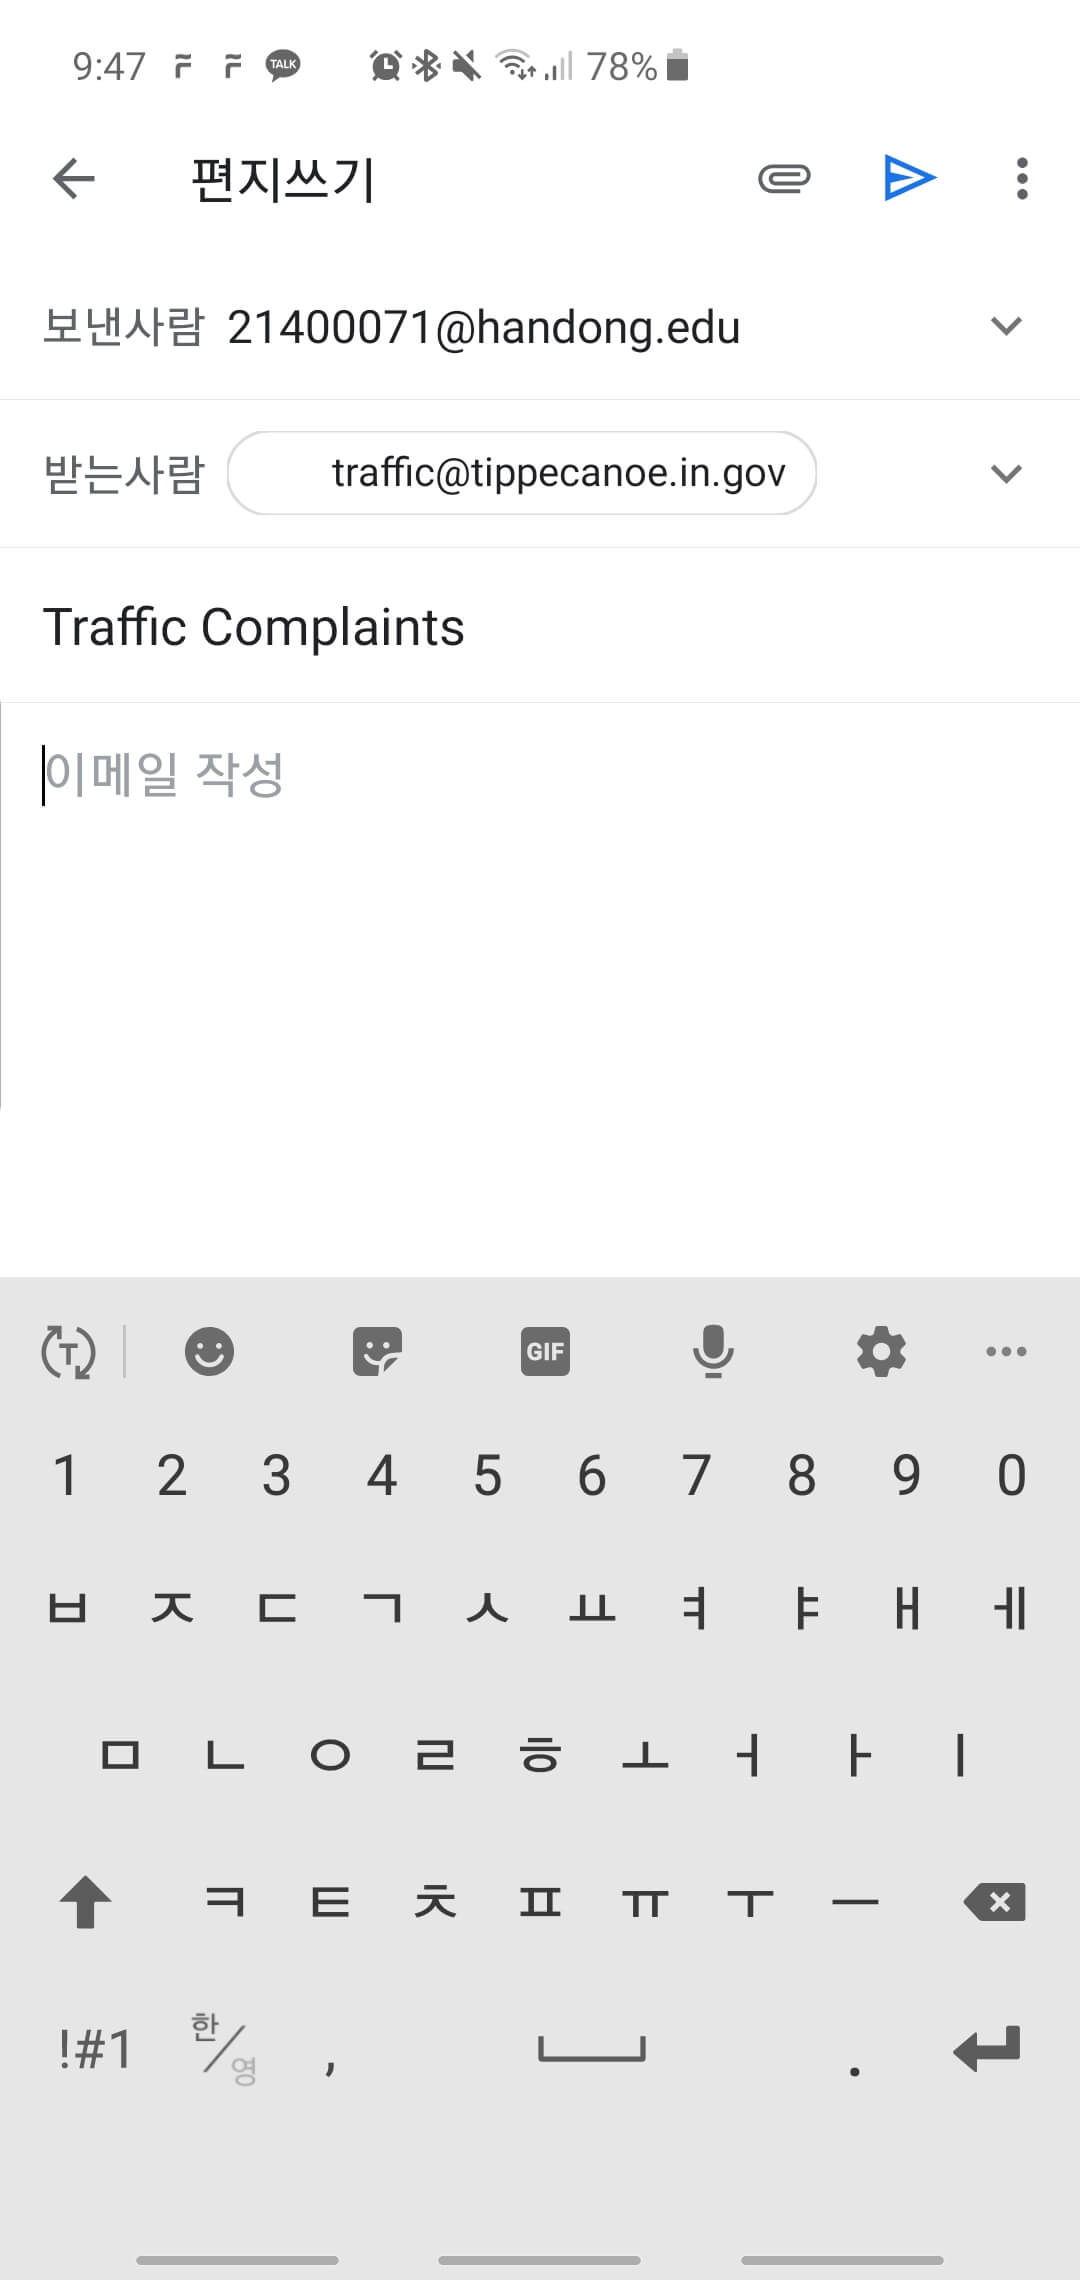 9:47 TALK 78%
편지쓰기
보낸사람 21400071@handong.edu
받는사람 traffic@tippecanoe.in.gov
Traffic Complaints
이메일 작성
T GIF
1 2 3 4 5 6 7 8 9 0
ㅂ ㅈ ㄷ ㄱ ㅅ ㅛ ㅕ ㅑ ㅐ ㅔ
ㅁ ㄴ ㅇ ㄹ ㅎ ㅗ ㅓ ㅏ ㅣ
ㅋ ㅌ ㅊ ㅍ ㅠ ㅜ ㅡ
!#1 한/영 , .